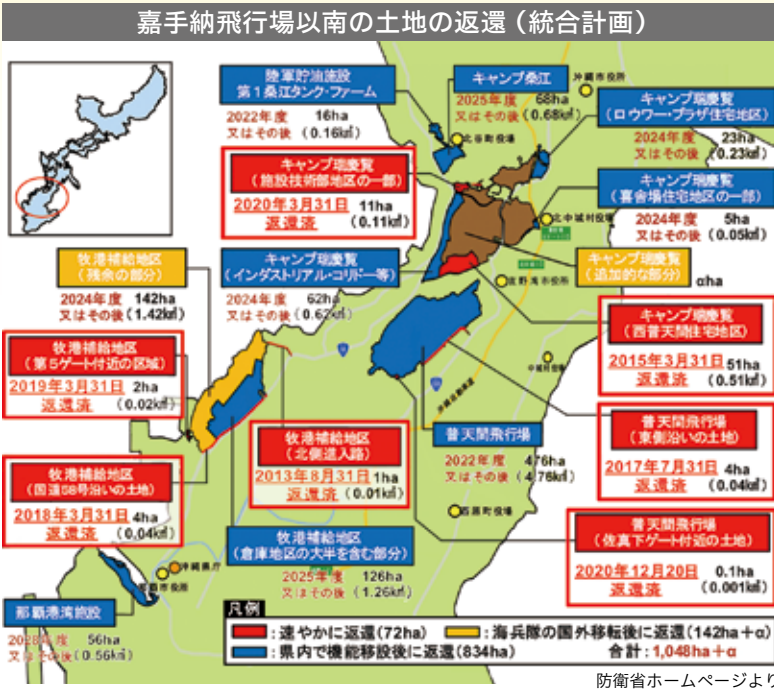 嘉手納飛行場以南の土地の返還（統合計画）
陸軍貯油施設
第1桑江タンク・ファーム
2022年度
又はその後
16ha
(0.16k㎡)
キャンプ桑江
2025年度
又はその後
68ha
(0.68k㎡)
沖縄市役所
北谷町役場
キャンプ瑞慶覧
(ロウワー・プラザ住宅地区)
2024年度
又はその後
23ha
(0.23k㎡)
キャンプ瑞慶覧
(施設技術部地区の一部)
2020年3月31日
返還済
11ha
(0.11k㎡)
キャンプ瑞慶覧
(喜舎場住宅地区の一部)
2024年度
又はその後
5ha
(0.05k㎡)
北中城村役場
牧港補給地区
(残余の部分)
2024年度
又はその後
142ha
(1.42k㎡)
キャンプ瑞慶覧
(インダストリアル・コリドー等)
2024年度
又はその後
62ha
(0.62k㎡)
キャンプ瑞慶覧
(追加的な部分)
αha
宜野湾市役所
キャンプ瑞慶覧
(西普天間住宅地区)
2015年3月31日
返還済
51ha
(0.51k㎡)
牧港補給地区
(第5ゲート付近の区域)
2019年3月31日
返還済
2ha
(0.02k㎡)
中城村役場
沖縄自動車道
普天間飛行場
2022年度
又はその後
476ha
(4.76k㎡)
普天間飛行場
(東側沿いの土地)
2017年7月31日
返還済
4ha
(0.04k㎡)
牧港補給地区
(北側進入路)
2013年8月31日
返還済
1ha
(0.01k㎡)
牧港補給地区
(国道58号沿いの土地)
2018年3月31日
返還済
4ha
(0.04k㎡)
西原町役場
普天間飛行場
(佐真下ゲート付近の土地)
2020年12月20日
返還済
0.1ha
(0.001k㎡)
牧港補給地区
(倉庫地区の大半を含む部分)
2025年度
又はその後
126ha
(1.26k㎡)
沖縄県庁
那覇市役所
那覇港湾施設
2028年度
又はその後
56ha
(0.56k㎡)
凡例
：速やかに返還(72ha)
：海兵隊の国外移転後に返還(142ha＋α)
：県内で機能移設後に返還(834ha)
合計：1,048ha＋α
防衛省ホームページより